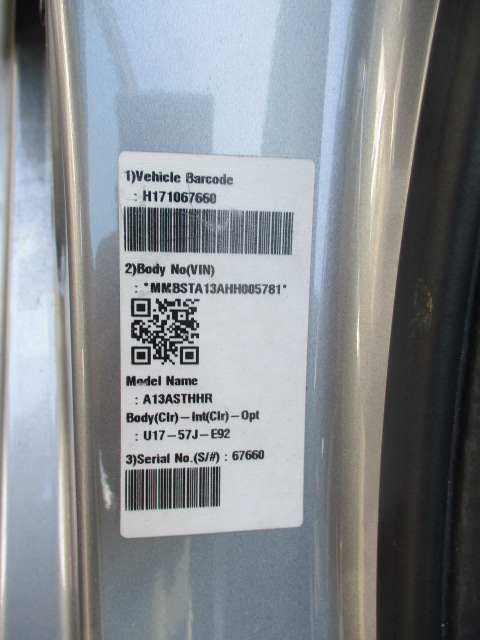 1)Vehicle Barcode
: H171067660
2)Body No(VIN)
: *MMBSTA13AHH005781*
Model Name
: A13ASTHHR
Body(Clr)-Int(Clr)-Opt
: U17-57J-E92
3)Serial No.(S/#) : 67660